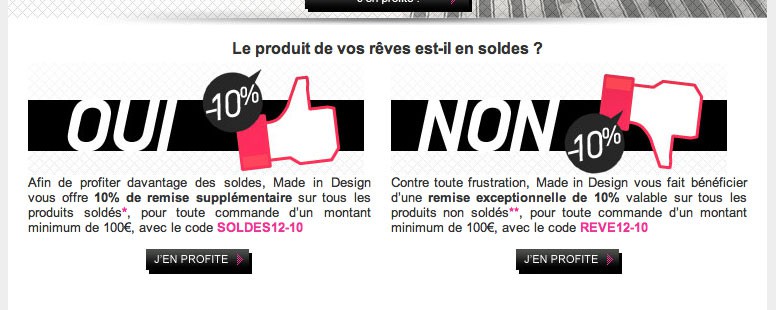 J'en profite !
Le produit de vos rêves est-il en soldes ?
OUI -10%
NON -10%
Afin de profiter davantage des soldes, Made in Design
vous offre 10% de remise supplémentaire sur tous les
produits soldés*, pour toute commande d'un montant
minimum de 100€, avec le code SOLDES12-10
J'EN PROFITE
Contre toute frustration, Made in Design vous fait bénéficier
d'une remise exceptionnelle de 10% valable sur tous les
produits non soldés**, pour toute commande d'un montant
minimum de 100€, avec le code REVE12-10
J'EN PROFITE